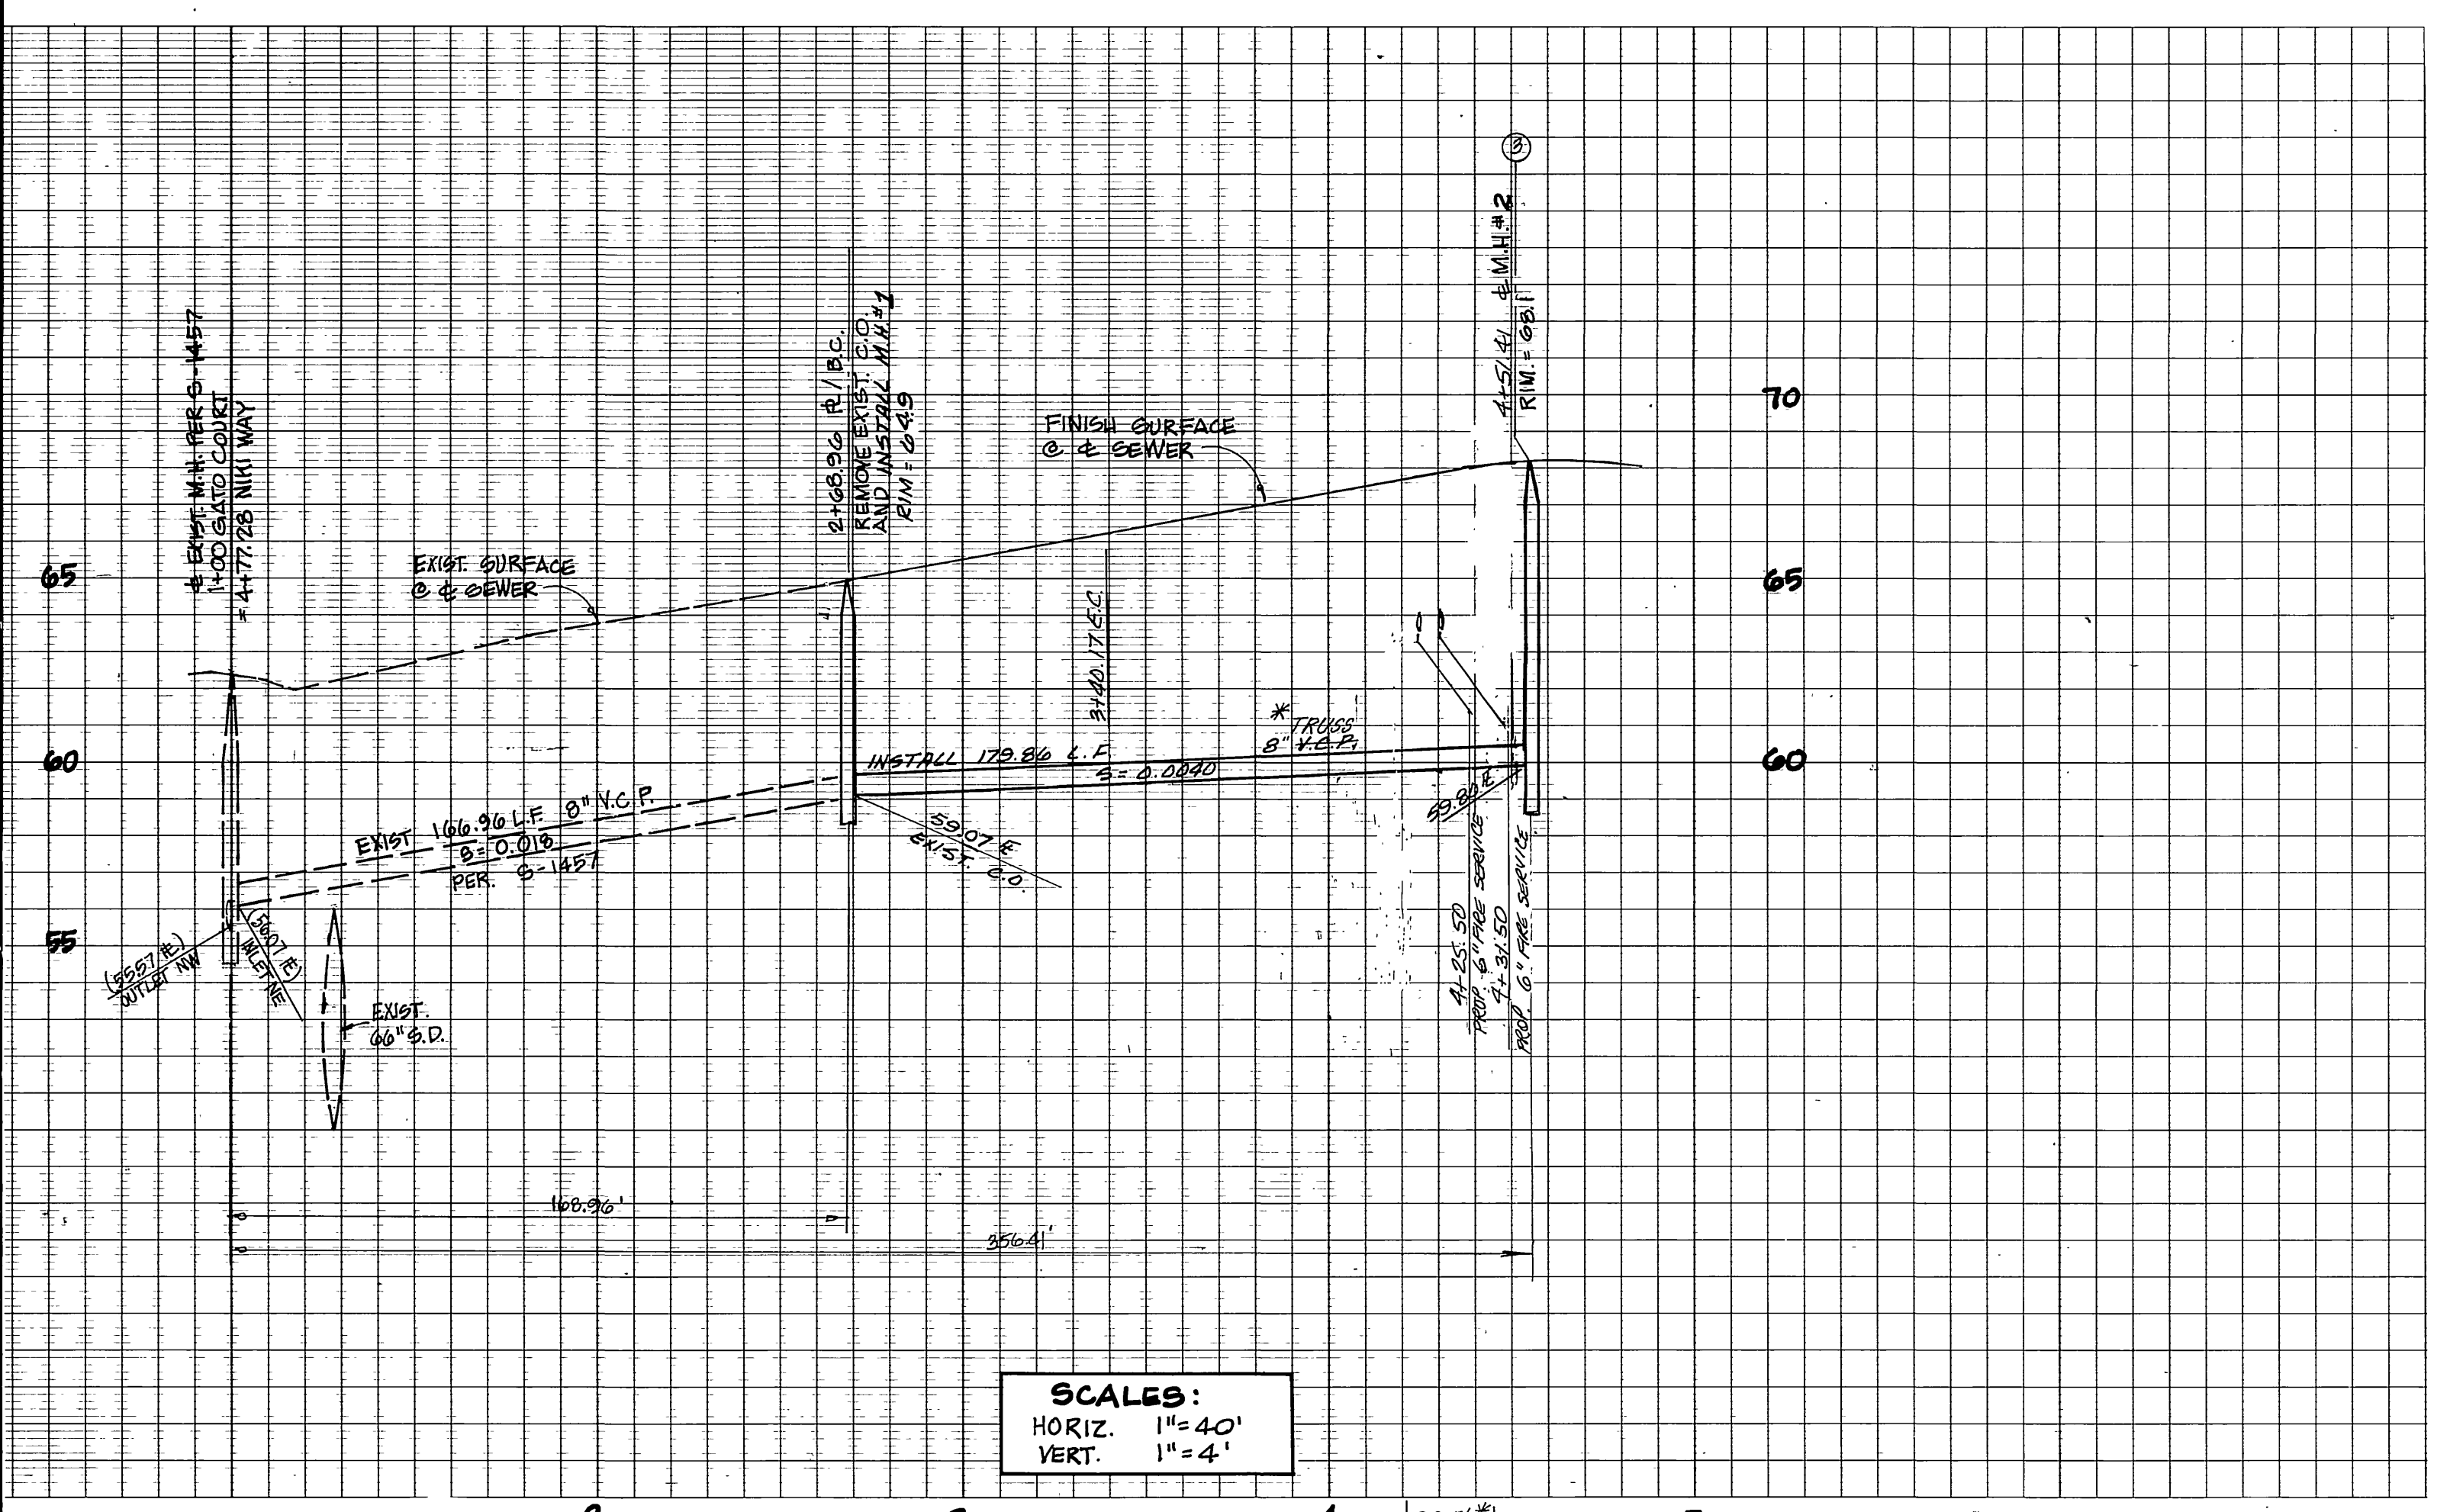 ℄ EXIST. M.H. PER S-1457
1+00 GATO COURT
= 4+77.28 NIKI WAY
2+68.96 ⅊ / B.C.
REMOVE EXIST. C.O.
AND INSTALL M.H. #1
RIM = 64.9
3
4+51.41 ℄ M.H. #2
RIM. = 68.11
70
FINISH SURFACE
@ ℄ SEWER
EXIST. SURFACE
@ ℄ SEWER
65
65
3+40.17 E.C.
* TRUSS
8" V.C.P.
INSTALL 179.86 L.F.
S = 0.0040
60
60
59.80 ℄
EXIST. 166.96 L.F. 8" V.C.P.
S = 0.018
PER. S-1457
59.07 ℄
EXIST. C.O.
55
(55.57 ℄)
OUTLET NW
(56.07 ℄)
INLET NE
4+25.50
PROP. 6" FIRE SERVICE
4+31.50
PROP. 6" FIRE SERVICE
EXIST.
66" S.D.
168.96'
356.41'
SCALES:
HORIZ. 1"=40'
VERT. 1"=4'